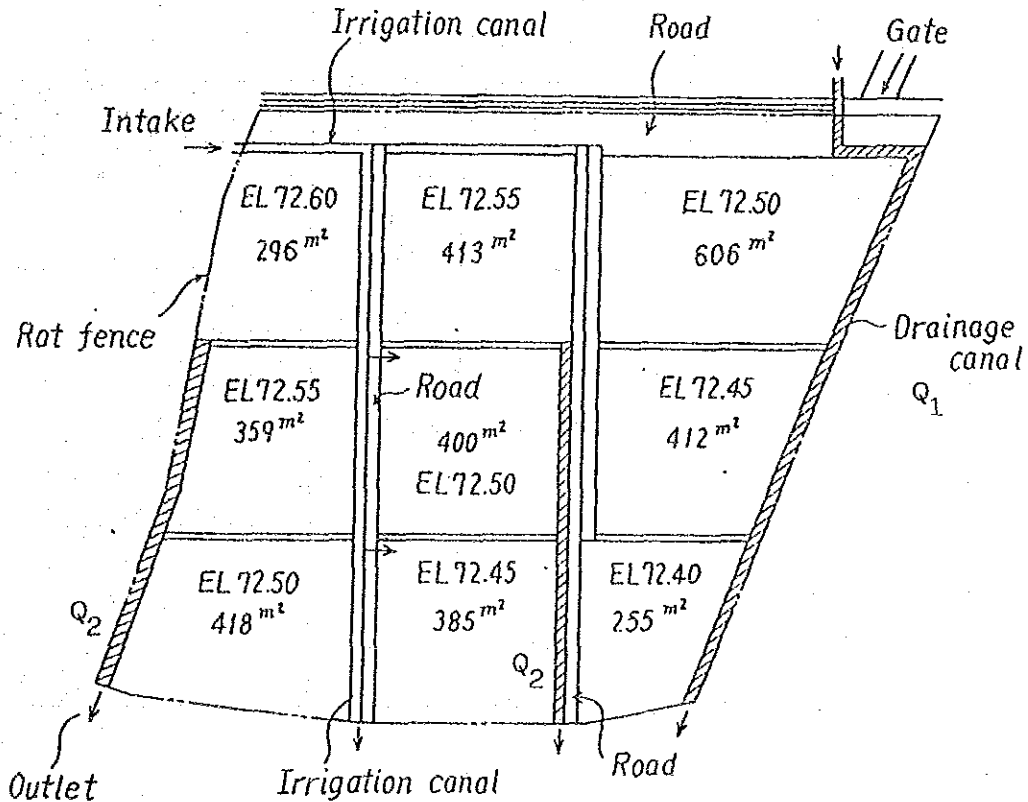 Irrigation canal
Road
Gate
Intake
EL 72.60
296 m²
EL 72.55
413 m²
EL 72.50
606 m²
Rat fence
Drainage
canal
Q1
EL 72.55
359 m²
Road
400 m²
EL 72.50
EL 72.45
412 m²
EL 72.50
418 m²
EL 72.45
385 m²
EL 72.40
255 m²
Q2
Q2
Outlet
Irrigation canal
Road